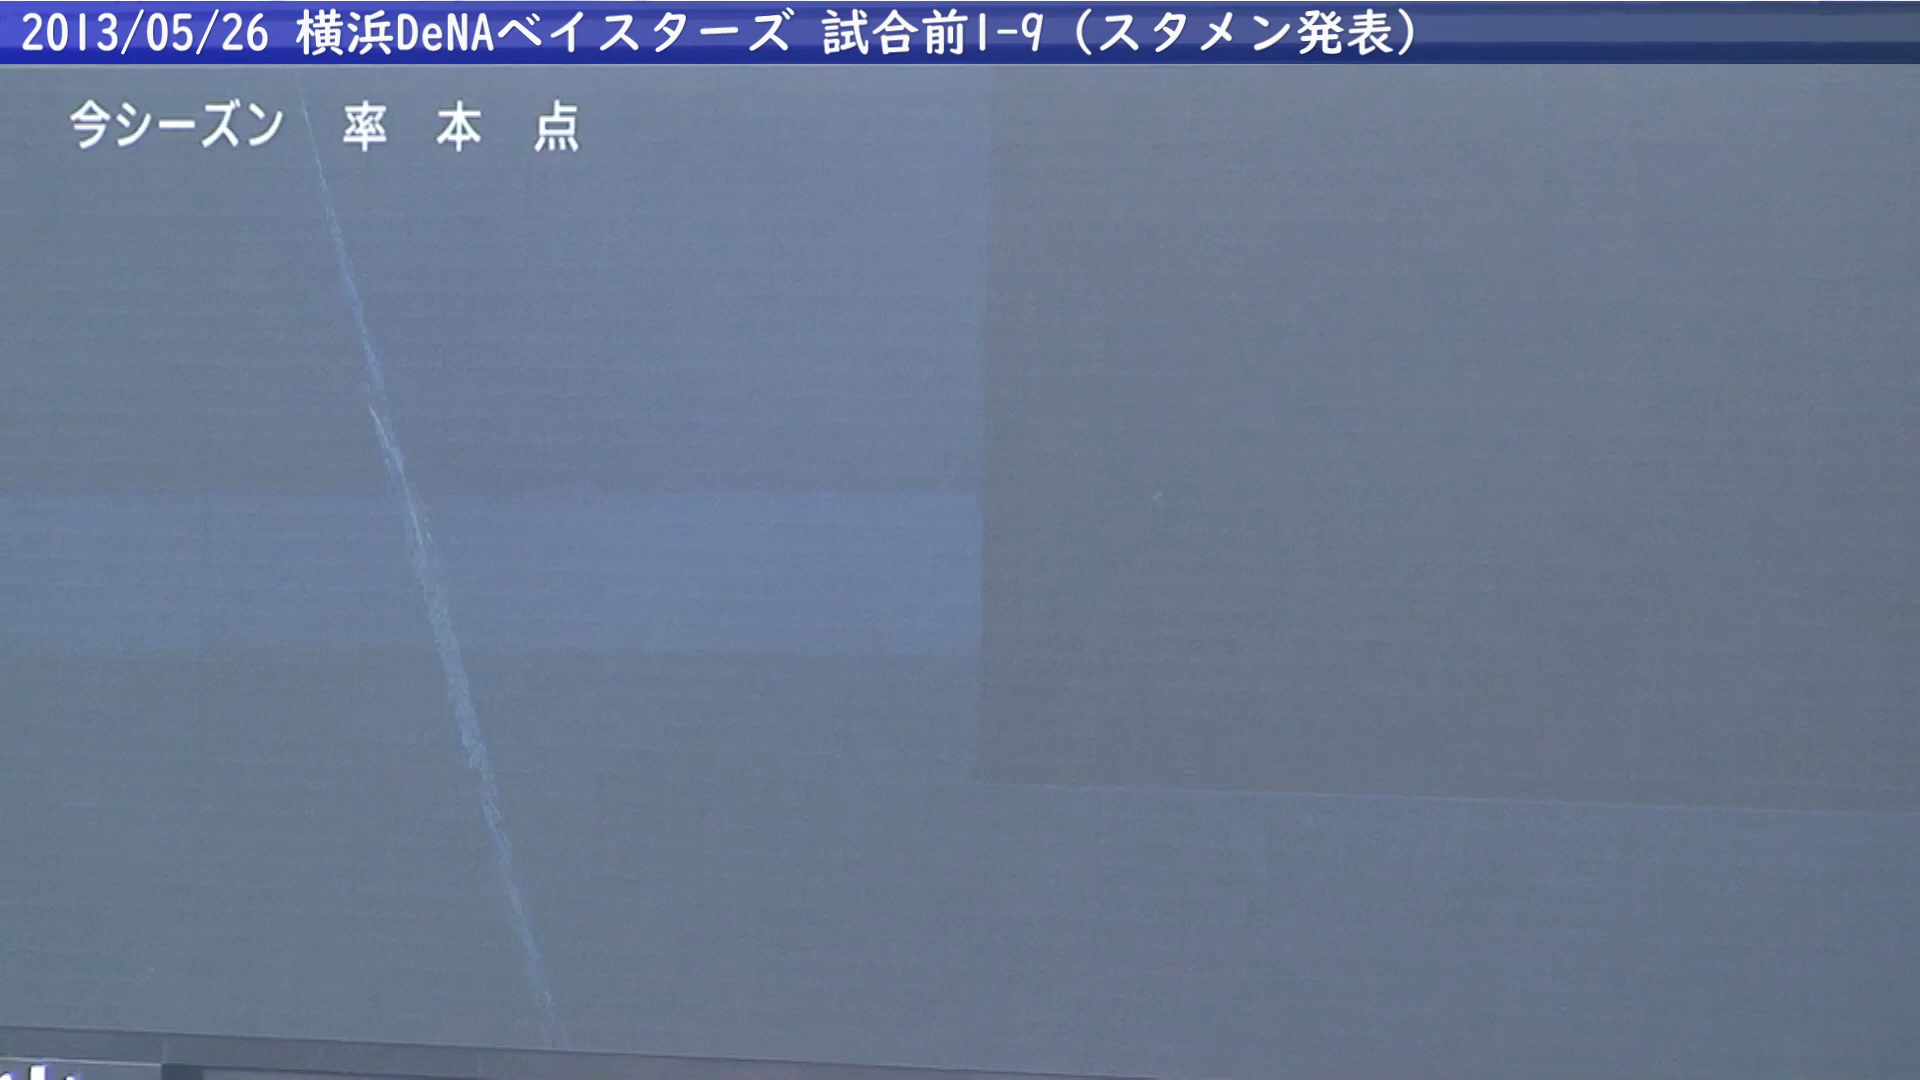 2013/05/26 横浜DeNAベイスターズ 試合前1-9（スタメン発表）
今シーズン 率 本 点